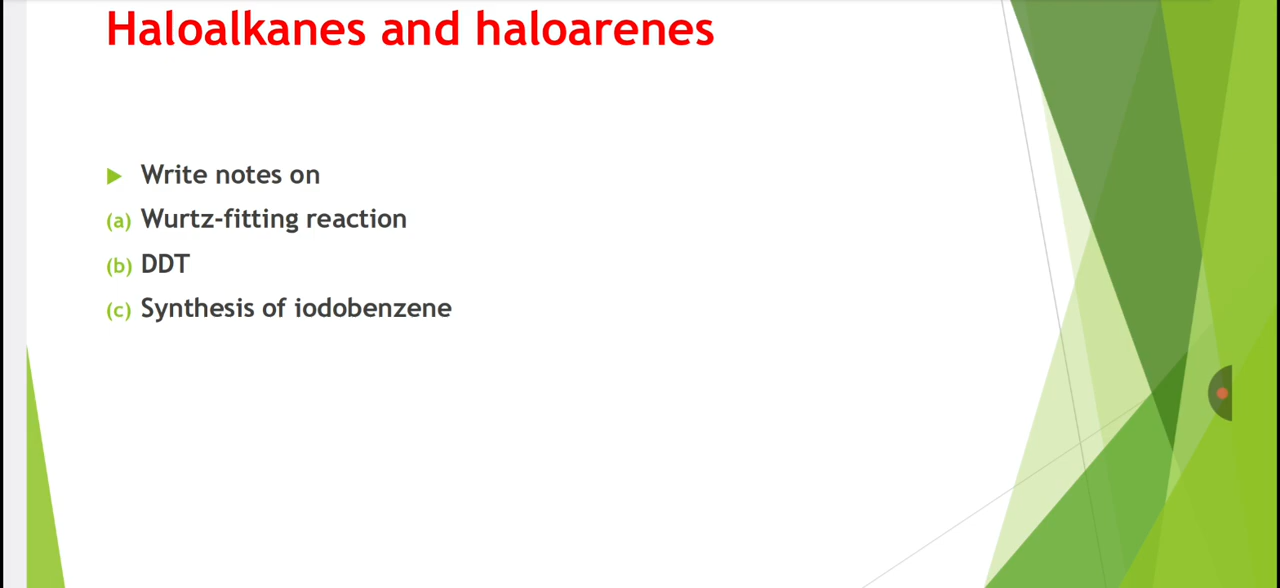 Haloalkanes and haloarenes
Write notes on
(a) Wurtz-fitting reaction
(b) DDT
(c) Synthesis of iodobenzene